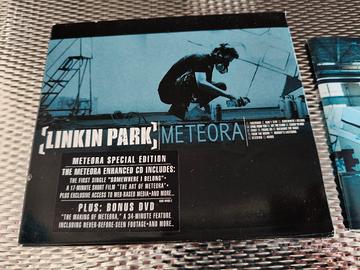 [LINKIN PARK] METEORA
METEORA SPECIAL EDITION
THE METEORA ENHANCED CD INCLUDES:
THE FIRST SINGLE "SOMEWHERE I BELONG"
A 17-MINUTE SHORT FILM "THE ART OF METEORA"
PLUS EXCLUSIVE ACCESS TO WEB-BASED MEDIA–AND MORE...
PLUS: BONUS DVD
"THE MAKING OF METEORA," A 34-MINUTE FEATURE
INCLUDING NEVER-BEFORE-SEEN FOOTAGE–AND MORE...